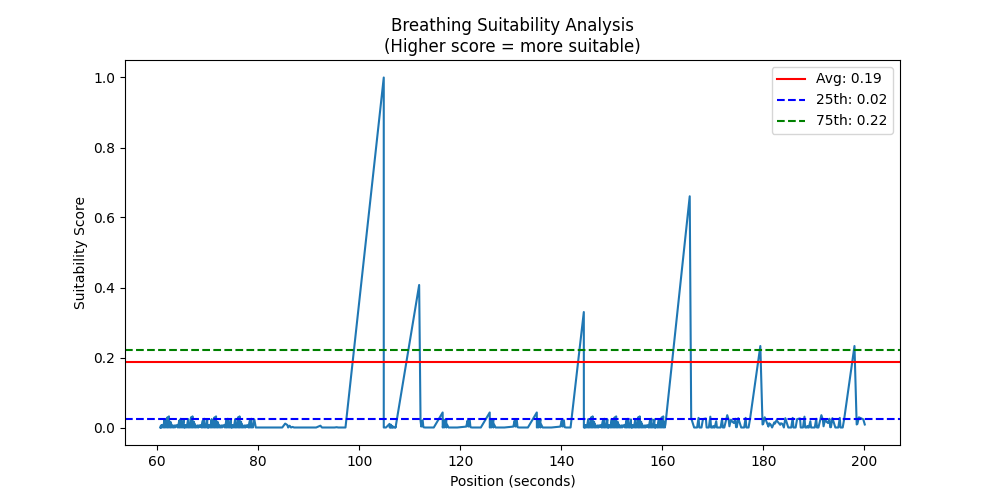 Breathing Suitability Analysis
(Higher score = more suitable)
Avg: 0.19
25th: 0.02
75th: 0.22
Suitability Score
1.0
0.8
0.6
0.4
0.2
0.0
60 80 100 120 140 160 180 200
Position (seconds)